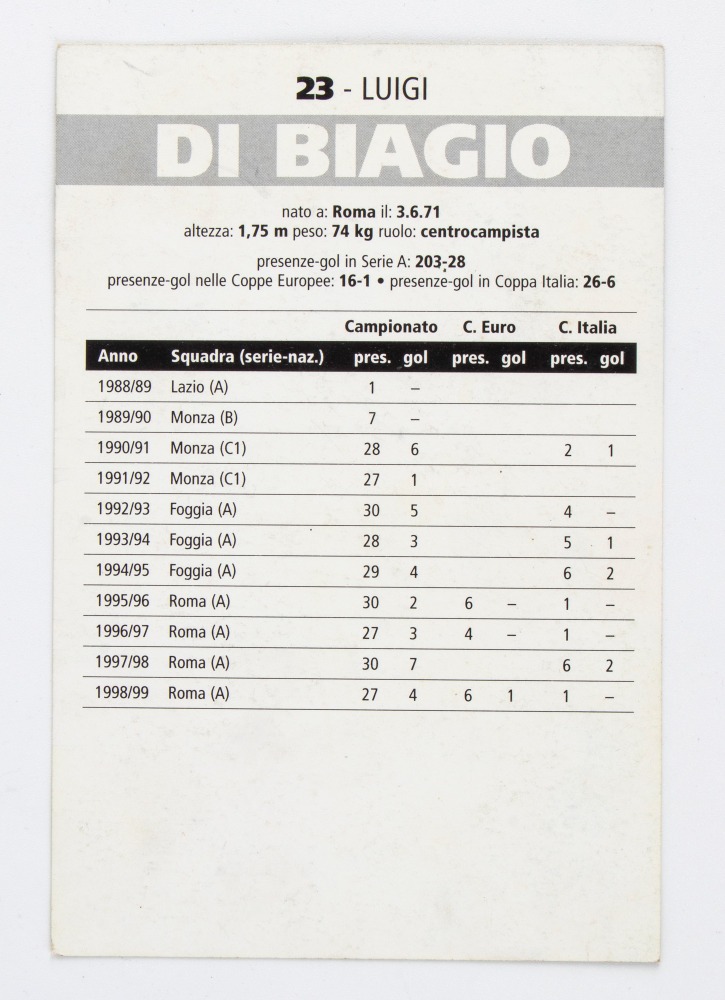 23 - LUIGI
DI BIAGIO
nato a: Roma il: 3.6.71
altezza: 1,75 m peso: 74 kg ruolo: centrocampista
presenze-gol in Serie A: 203-28
presenze-gol nelle Coppe Europee: 16-1 • presenze-gol in Coppa Italia: 26-6
Campionato C. Euro C. Italia
Anno Squadra (serie-naz.) pres. gol pres. gol pres. gol
1988/89 Lazio (A) 1 –
1989/90 Monza (B) 7 –
1990/91 Monza (C1) 28 6 2 1
1991/92 Monza (C1) 27 1
1992/93 Foggia (A) 30 5 4 –
1993/94 Foggia (A) 28 3 5 1
1994/95 Foggia (A) 29 4 6 2
1995/96 Roma (A) 30 2 6 – 1 –
1996/97 Roma (A) 27 3 4 – 1 –
1997/98 Roma (A) 30 7 6 2
1998/99 Roma (A) 27 4 6 1 1 –